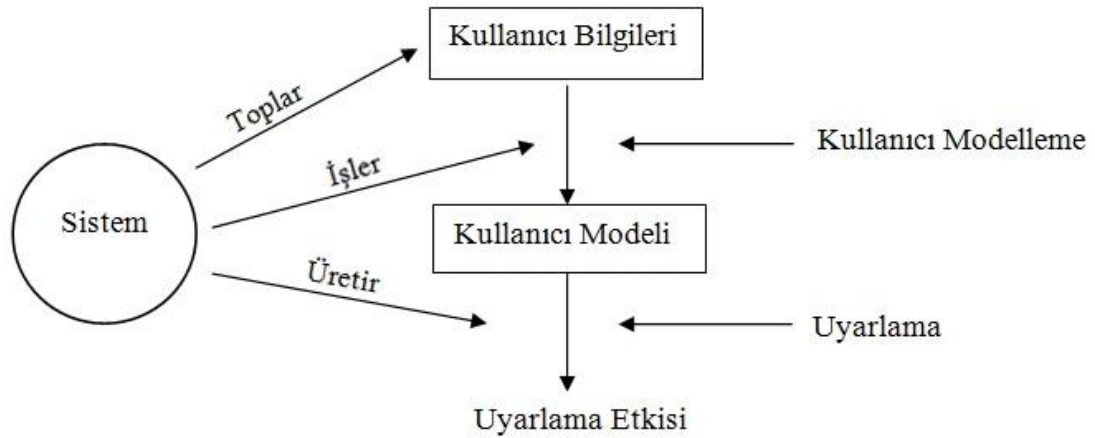 Kullanıcı Bilgileri
Toplar
Kullanıcı Modelleme
İşler
Sistem
Kullanıcı Modeli
Üretir
Uyarlama
Uyarlama Etkisi